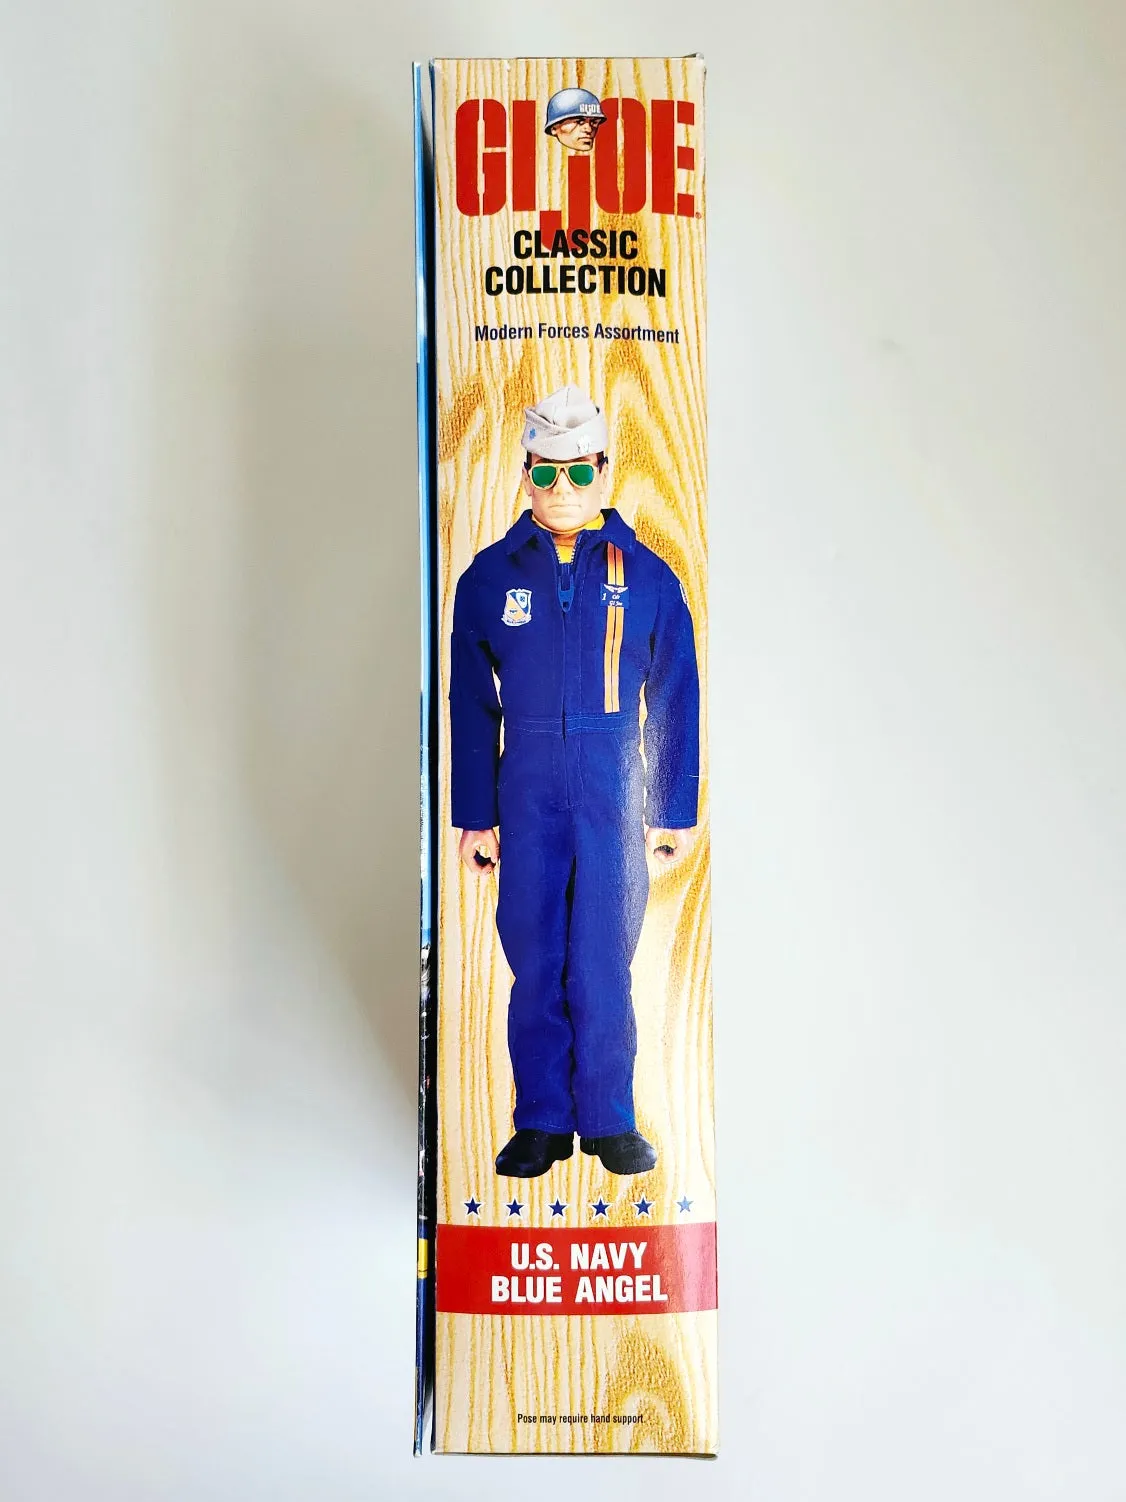 GI JOE
CLASSIC
COLLECTION
Modern Forces Assortment
U.S. NAVY
BLUE ANGEL
Pose may require hand support.